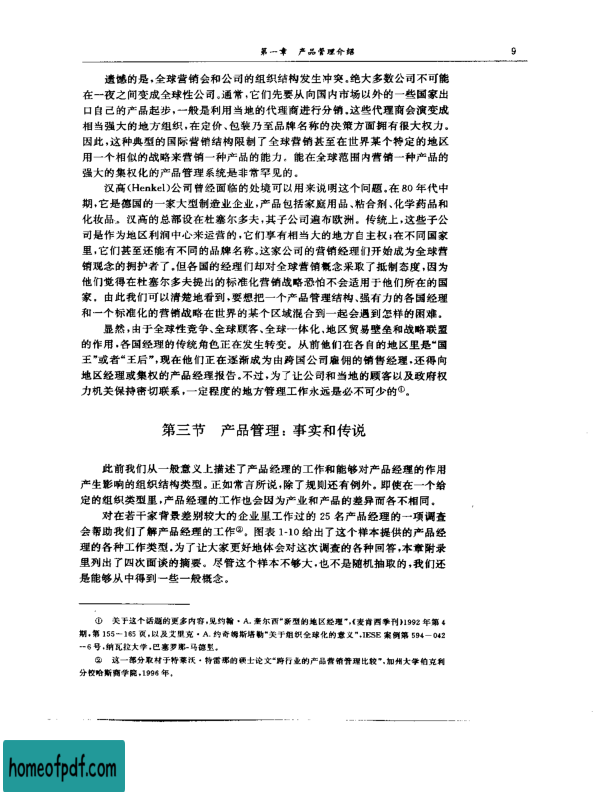 第一章 产品管理介绍 9
遗憾的是,全球营销会和公司的组织结构发生冲突。绝大多数公司不可能
在一夜之间变成全球性公司。通常,它们先要从向国内市场以外的一些国家出
口自己的产品起步,一般是利用当地的代理商进行分销。这些代理商会演变成
相当强大的地方组织,在定价、包装乃至品牌名称的决策方面拥有很大权力。
因此,这种典型的国际营销结构限制了全球营销甚至在世界某个特定的地区
用一个相似的战略来营销一种产品的能力。能在全球范围内营销一种产品的
强大的集权化的产品管理系统是非常罕见的。
汉高(Henkel)公司曾经面临的处境可以用来说明这个问题。在 80 年代中
期,它是德国的一家大型制造业企业,产品包括家庭用品、粘合剂、化学药品和
化妆品。汉高的总部设在杜塞尔多夫,其子公司遍布欧洲。传统上,这些子公
司是作为地区利润中心来运营的,它们享有相当大的地方自主权;在不同国家
里,它们甚至还能有不同的品牌名称。这家公司的营销经理们开始成为全球营
销观念的拥护者了。但各国的经理们却对全球营销概念采取了抵制态度,因为
他们觉得在杜塞尔多夫提出的标准化营销战略恐怕不会适用于他们所在的国
家。由此我们可以清楚地看到,要想把一个产品管理结构、强有力的各国经理
和一个标准化的营销战略在世界的某个区域混合到一起会遇到怎样的困难。
显然,由于全球性竞争、全球顾客、全球一体化、地区贸易壁垒和战略联盟
的作用,各国经理的传统角色正在发生转变。从前他们在各自的地区里是“国
王”或者“王后”,现在他们正在逐渐成为由跨国公司雇佣的销售经理,还得向
地区经理或集权的产品经理报告。不过,为了让公司和当地的顾客以及政府权
力机关保持密切联系,一定程度的地方管理工作永远是必不可少的①。
第三节 产品管理:事实和传说
此前我们从一般意义上描述了产品经理的工作和能够对产品经理的作用
产生影响的组织结构类型。正如常言所说,除了规则还有例外。即使在一个给
定的组织类型里,产品经理的工作也会因为产业和产品的差异而各不相同。
对在若干家背景差别较大的企业里工作过的 25 名产品经理的一项调查
会帮助我们了解产品经理的工作②。图表 1-10 给出了这个样本提供的产品经
理的各种工作类型。为了让大家更好地体会对这次调查的各种回答,本章附录
里列出了四次面谈的摘要。尽管这个样本不够大,也不是随机抽取的,我们还
是能够从中得到一些一般概念。
① 关于这个话题的更多内容,见约翰·A.奎尔西“新型的地区经理”,《麦肯西季刊》1992 年第 4
期,第 155~165 页,以及艾里克·A.约奇姆斯塔勒“关于组织全球化的意义”,IESE 案例第 594—042
—6 号,纳瓦拉大学,巴塞罗那-马德里。
② 这一部分取材于特莱沃·特雷那的硕士论文“跨行业的产品营销管理比较”,加州大学伯克利
分校哈斯商学院,1996 年。
homeofpdf.com